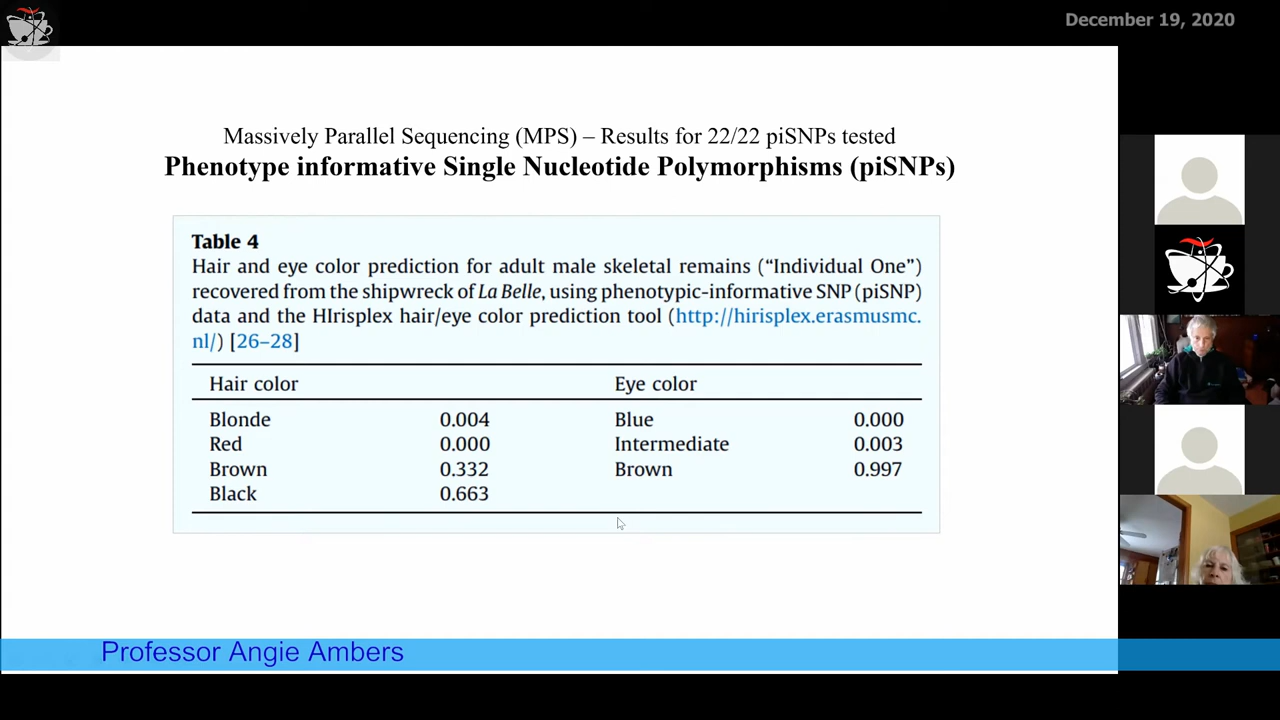 December 19, 2020
Massively Parallel Sequencing (MPS) – Results for 22/22 piSNPs tested
Phenotype informative Single Nucleotide Polymorphisms (piSNPs)
Table 4
Hair and eye color prediction for adult male skeletal remains (“Individual One”)
recovered from the shipwreck of La Belle, using phenotypic-informative SNP (piSNP)
data and the HIrisplex hair/eye color prediction tool (http://hirisplex.erasmusmc.
nl/) [26–28]
Hair color Eye color
Blonde 0.004 Blue 0.000
Red 0.000 Intermediate 0.003
Brown 0.332 Brown 0.997
Black 0.663
Professor Angie Ambers